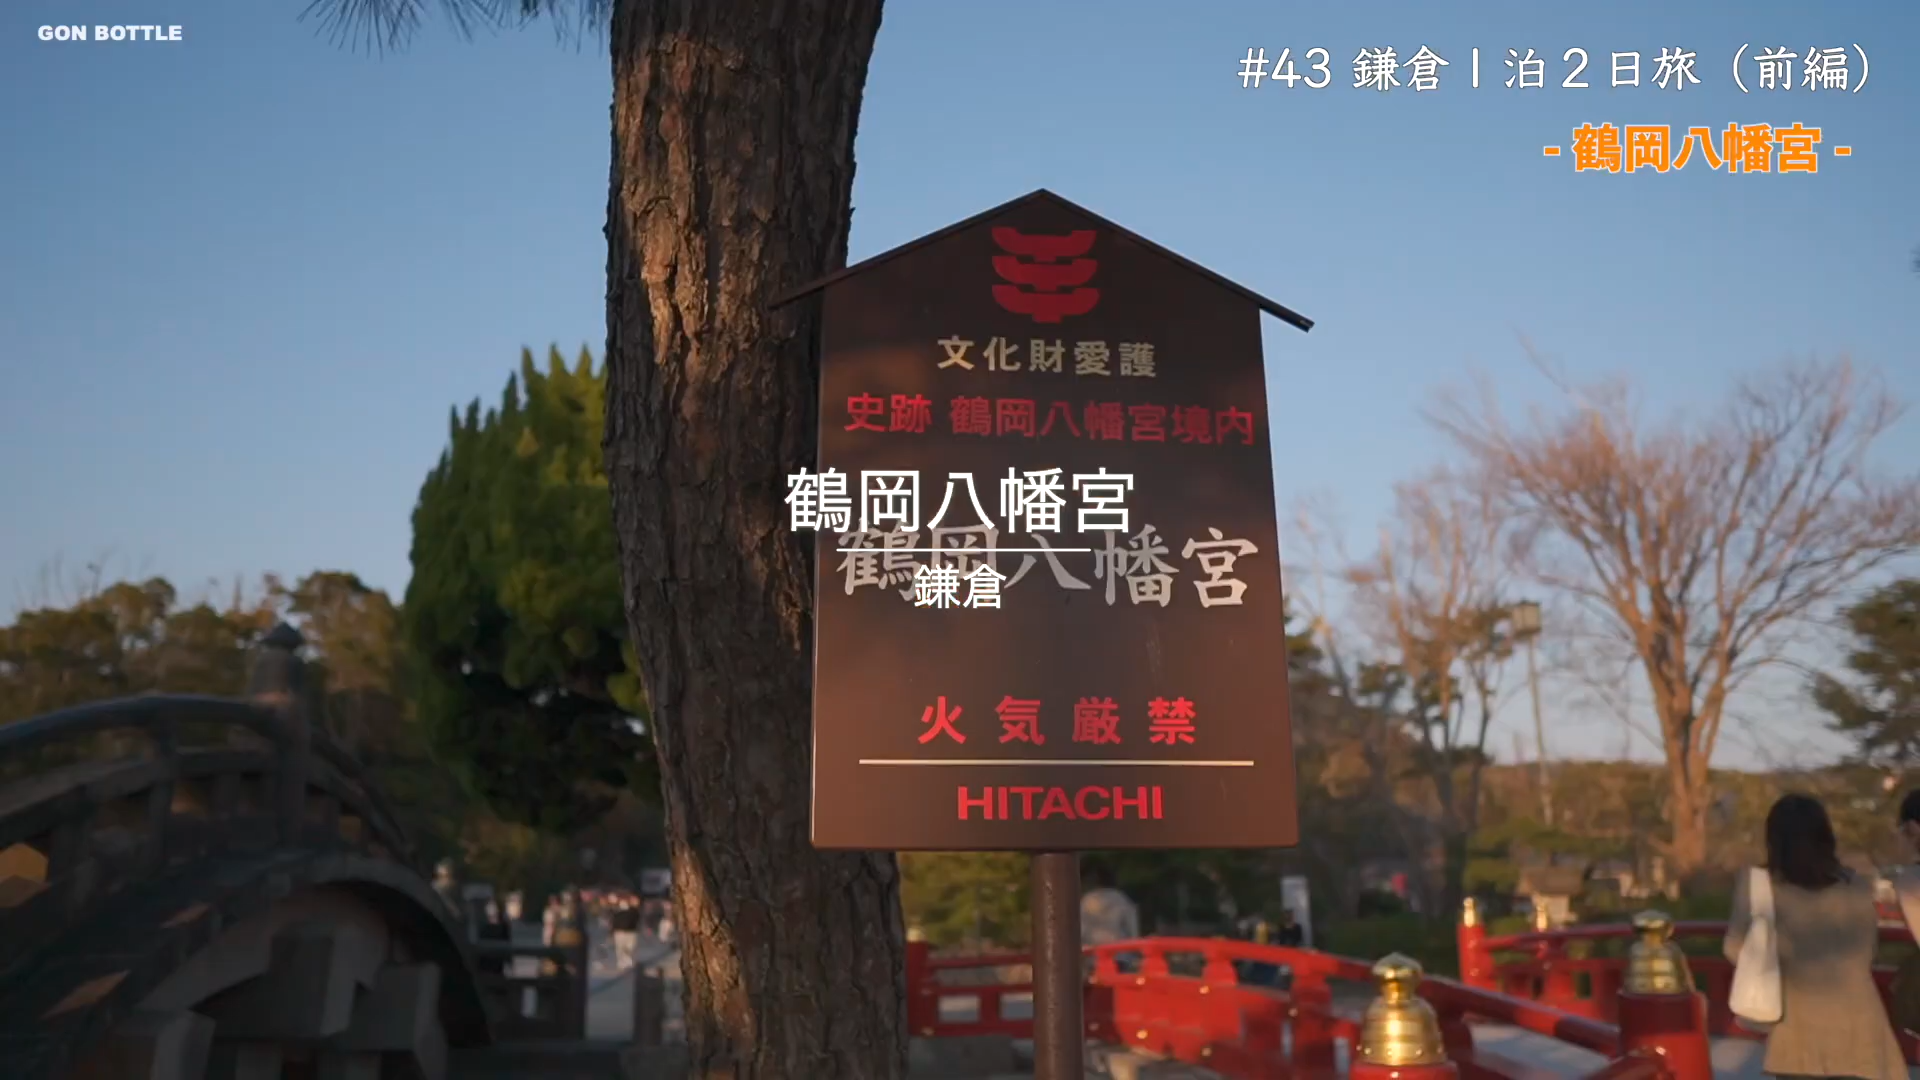 GON BOTTLE
#43 鎌倉1泊2日旅（前編）
- 鶴岡八幡宮 -
文化財愛護
史跡 鶴岡八幡宮境内
鶴岡八幡宮
鶴岡八幡宮
鎌倉
火気厳禁
HITACHI